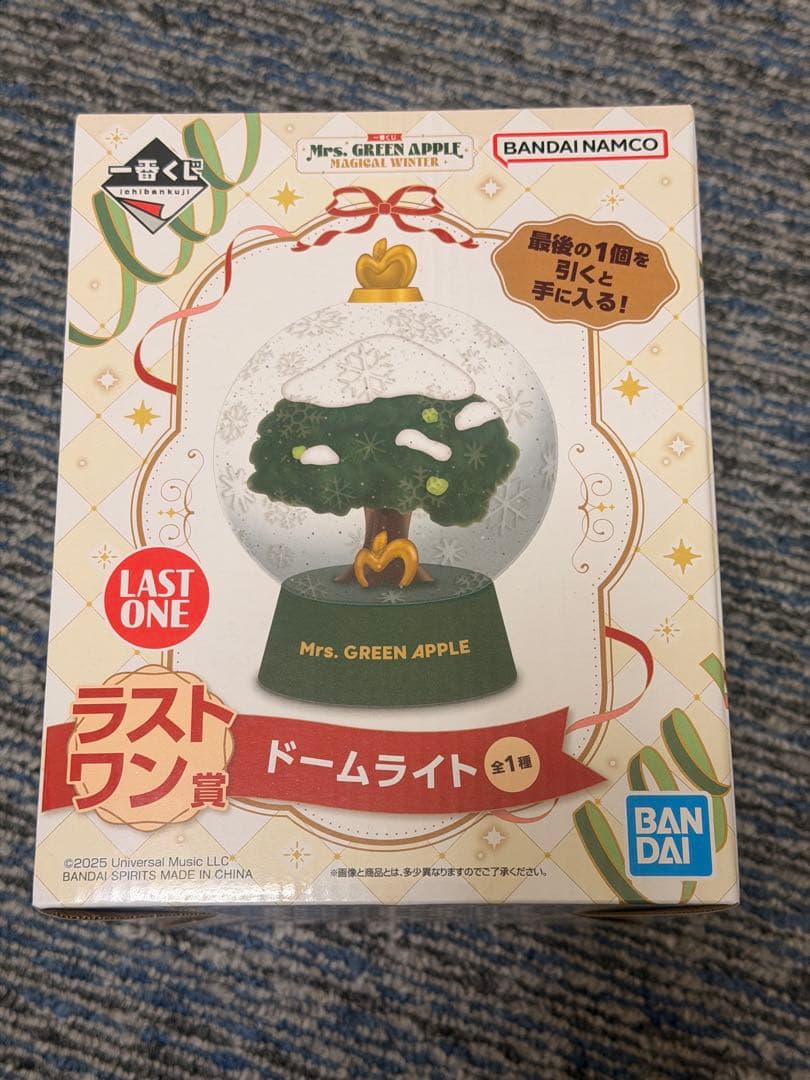 一番くじ
ichibankuji
一番くじ
Mrs. GREEN APPLE
MAGICAL WINTER
BANDAI NAMCO
最後の1個を
引くと
手に入る!
Mrs. GREEN APPLE
LAST
ONE
ラスト
ワン賞
ドームライト 全1種
©2025 Universal Music LLC
BANDAI SPIRITS MADE IN CHINA
※画像と商品とは、多少異なりますのでご了承ください。
BAN
DAI